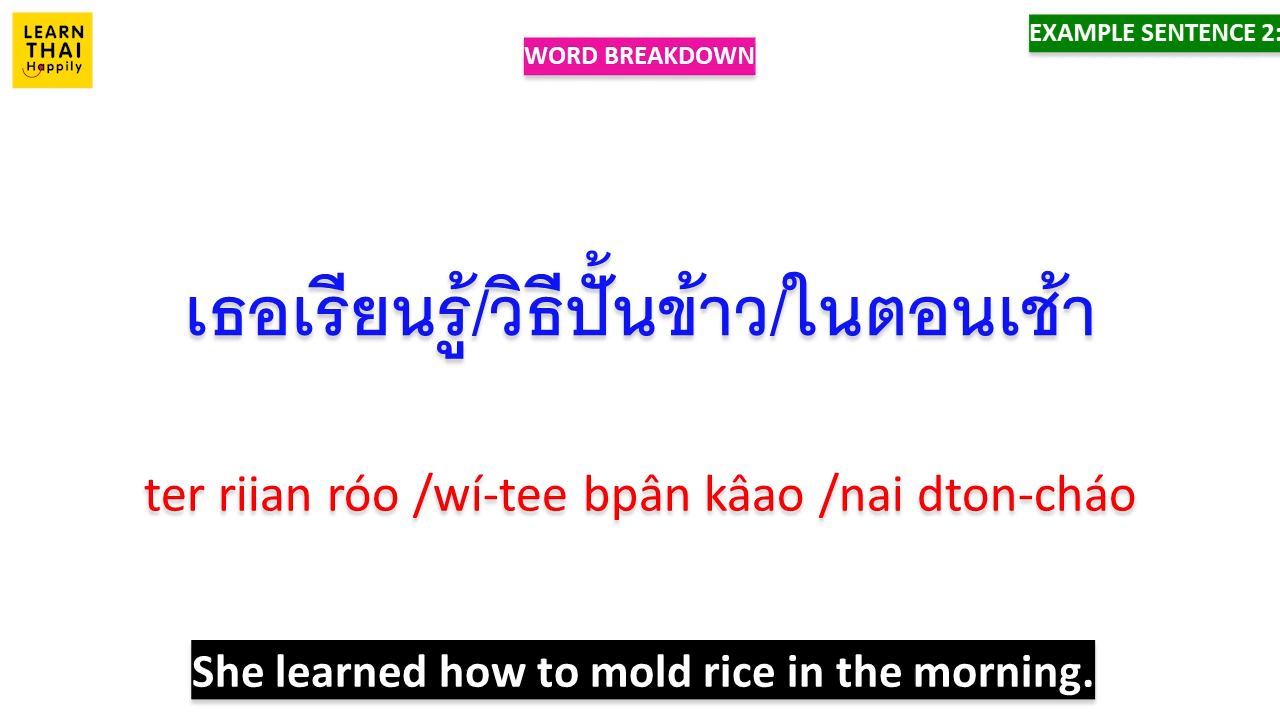 LEARN
THAI
Happily
WORD BREAKDOWN
EXAMPLE SENTENCE 2:
เธอเรียนรู้/วิธีปั้นข้าว/ในตอนเช้า
ter riian róo /wí-tee bpân kâao /nai dton-cháo
She learned how to mold rice in the morning.